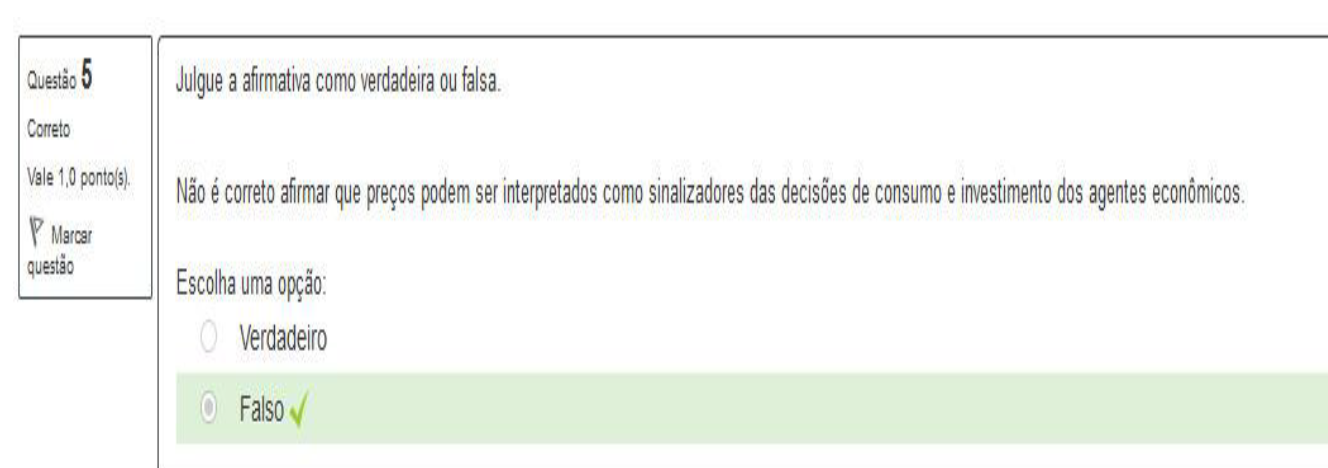 Questão 5
Correto
Vale 1,0 ponto(s).
Marcar
questão
Julgue a afirmativa como verdadeira ou falsa.
Não é correto afirmar que preços podem ser interpretados como sinalizadores das decisões de consumo e investimento dos agentes econômicos.
Escolha uma opção:
Verdadeiro
Falso